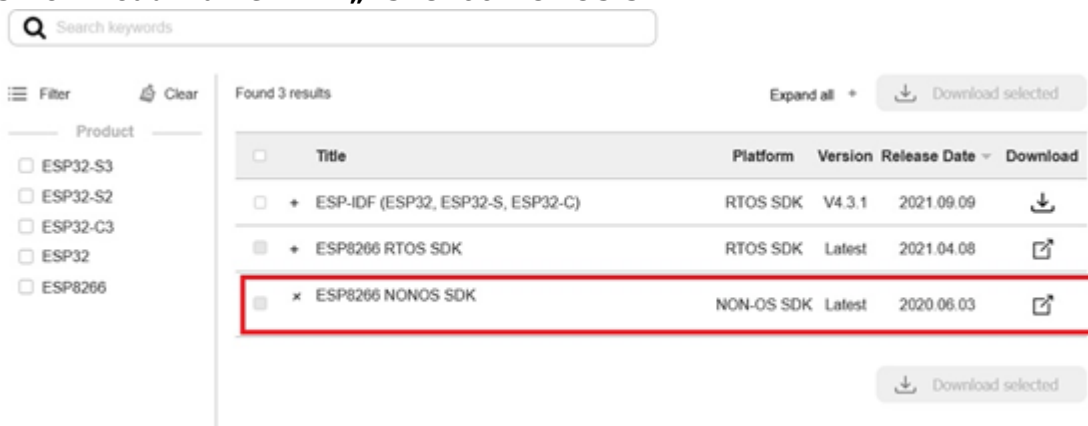 Search keywords
Filter Clear
Product
ESP32-S3
ESP32-S2
ESP32-C3
ESP32
ESP8266
Found 3 results Expand all + Download selected
Title Platform Version Release Date Download
+ ESP-IDF (ESP32, ESP32-S, ESP32-C) RTOS SDK V4.3.1 2021.09.09
+ ESP8266 RTOS SDK RTOS SDK Latest 2021.04.08
× ESP8266 NONOS SDK NON-OS SDK Latest 2020.06.03
Download selected